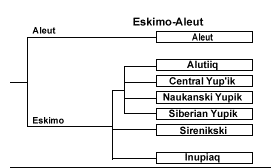 Eskimo-Aleut
Aleut
Aleut
Alutiiq
Central Yup'ik
Naukanski Yupik
Siberian Yupik
Eskimo
Sirenikski
Inupiaq